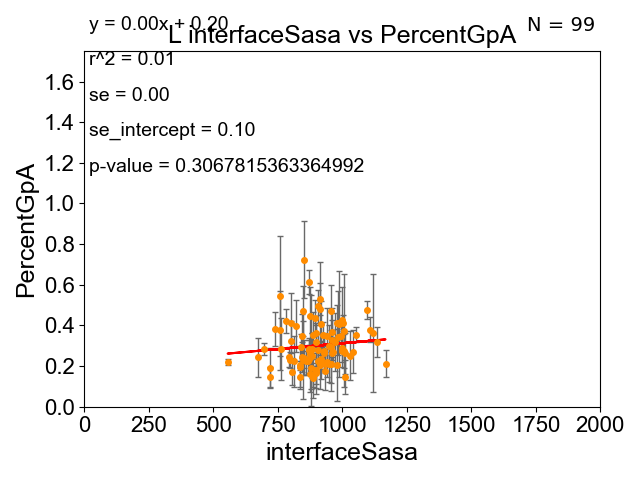 y = 0.00x + 0.20
L interfaceSasa vs PercentGpA
N = 99
r^2 = 0.01
se = 0.00
se_intercept = 0.10
p-value = 0.3067815363364992
PercentGpA
1.6
1.4
1.2
1.0
0.8
0.6
0.4
0.2
0.0
0 250 500 750 1000 1250 1500 1750 2000
interfaceSasa